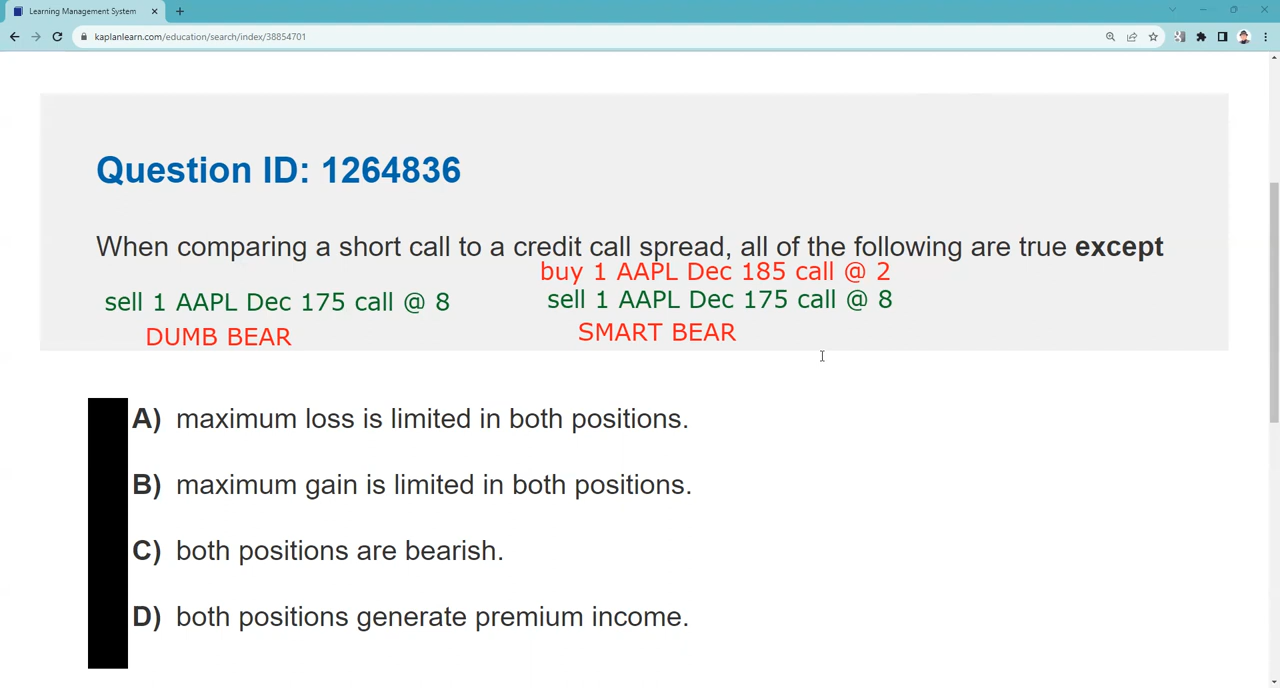 Learning Management System
kaplanlearn.com/education/search/index/38854701
Question ID: 1264836
When comparing a short call to a credit call spread, all of the following are true except
buy 1 AAPL Dec 185 call @ 2
sell 1 AAPL Dec 175 call @ 8
sell 1 AAPL Dec 175 call @ 8
DUMB BEAR
SMART BEAR
A) maximum loss is limited in both positions.
B) maximum gain is limited in both positions.
C) both positions are bearish.
D) both positions generate premium income.